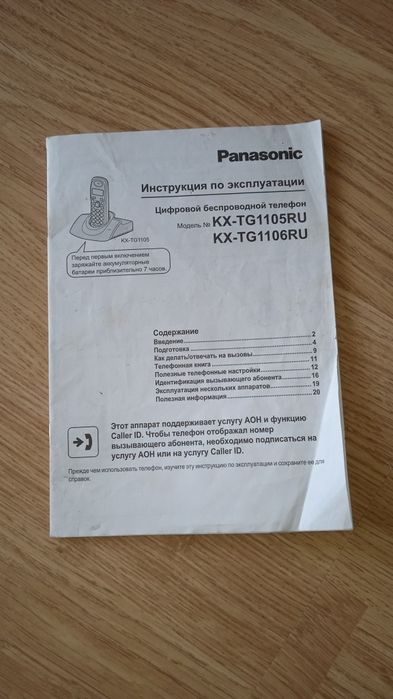 Panasonic
Инструкция по эксплуатации
Цифровой беспроводной телефон
Модель № KX-TG1105RU
KX-TG1106RU
KX-TG1105
Перед первым включением
заряжайте аккумуляторные
батареи приблизительно 7 часов.
Содержание
Введение 2
Подготовка 4
Как делать/отвечать на вызовы 9
Телефонная книга 11
Полезные телефонные настройки 12
Идентификация вызывающего абонента 16
Эксплуатация нескольких аппаратов 19
Полезная информация 20
Этот аппарат поддерживает услугу АОН и функцию
Caller ID. Чтобы телефон отображал номер
вызывающего абонента, необходимо подписаться на
услугу АОН или на услугу Caller ID.
Прежде чем использовать телефон, изучите эту инструкцию по эксплуатации и сохраните ее для
справок.